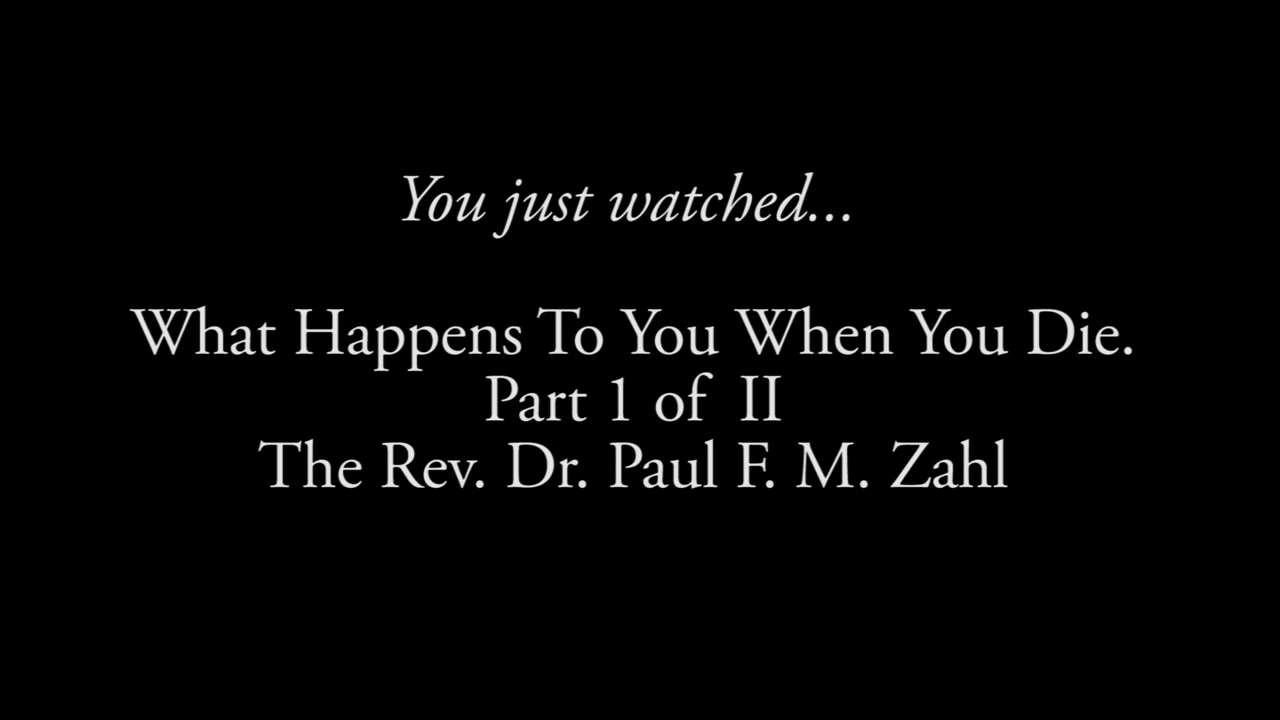 You just watched...
What Happens To You When You Die.
Part 1 of II
The Rev. Dr. Paul F. M. Zahl